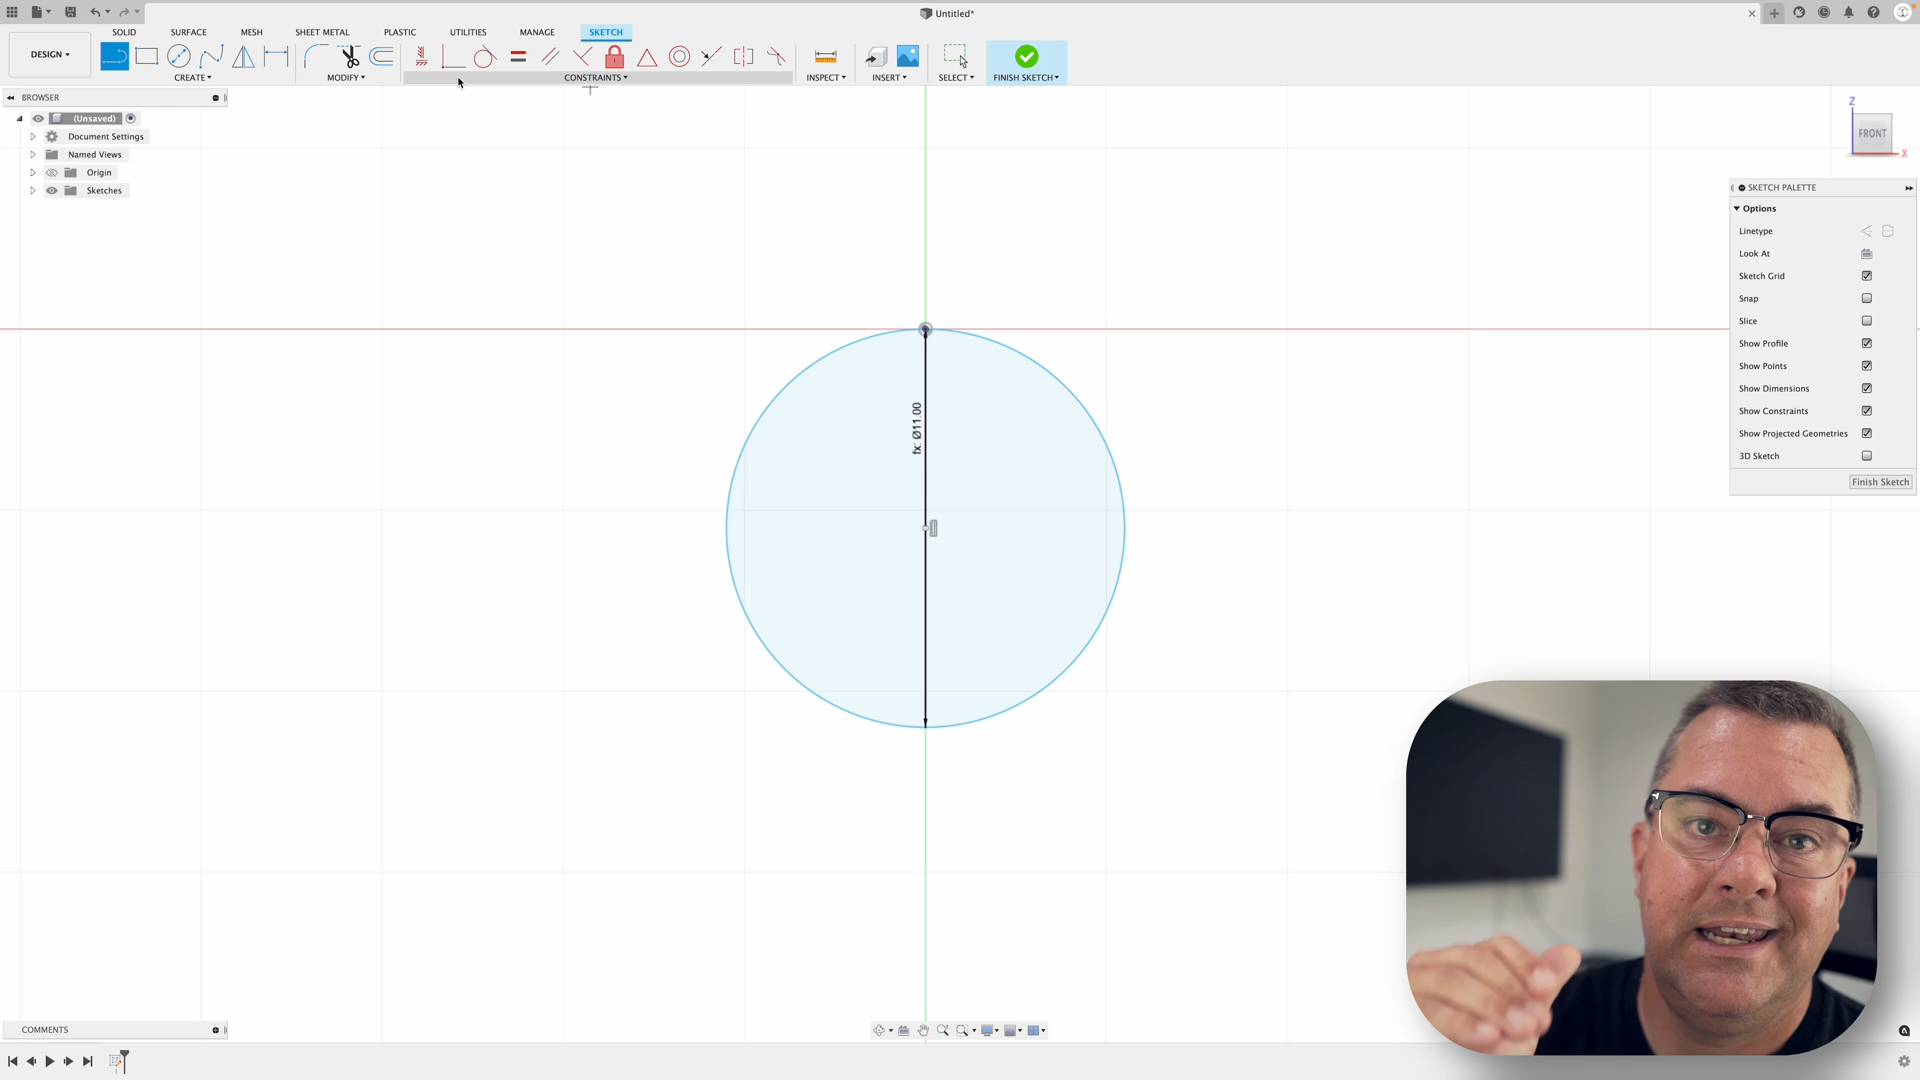 Untitled*
SOLID SURFACE MESH SHEET METAL PLASTIC UTILITIES MANAGE SKETCH
DESIGN
CREATE MODIFY CONSTRAINTS INSPECT INSERT SELECT FINISH SKETCH
BROWSER
(Unsaved)
Document Settings
Named Views
Origin
Sketches
Z
FRONT
X
SKETCH PALETTE
Options
Linetype
Look At
Sketch Grid
Snap
Slice
Show Profile
Show Points
Show Dimensions
Show Constraints
Show Projected Geometries
3D Sketch
Finish Sketch
fx: Ø11.00
COMMENTS